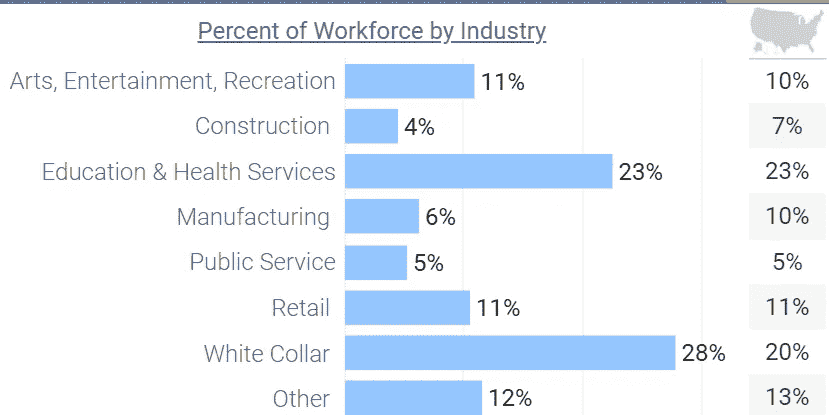 Percent of Workforce by Industry
Arts, Entertainment, Recreation 11% 10%
Construction 4% 7%
Education & Health Services 23% 23%
Manufacturing 6% 10%
Public Service 5% 5%
Retail 11% 11%
White Collar 28% 20%
Other 12% 13%